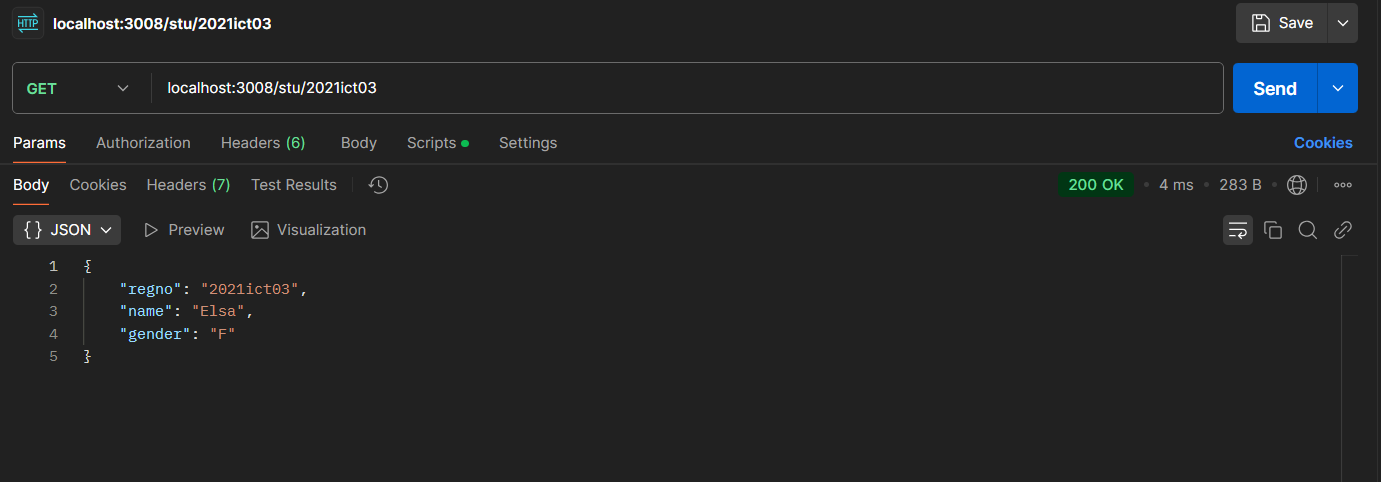 HTTP localhost:3008/stu/2021ict03 Save
GET localhost:3008/stu/2021ict03 Send
Params Authorization Headers (6) Body Scripts Settings Cookies
Body Cookies Headers (7) Test Results 200 OK 4 ms 283 B
{} JSON Preview Visualization
1 {
2 "regno": "2021ict03",
3 "name": "Elsa",
4 "gender": "F"
5 }